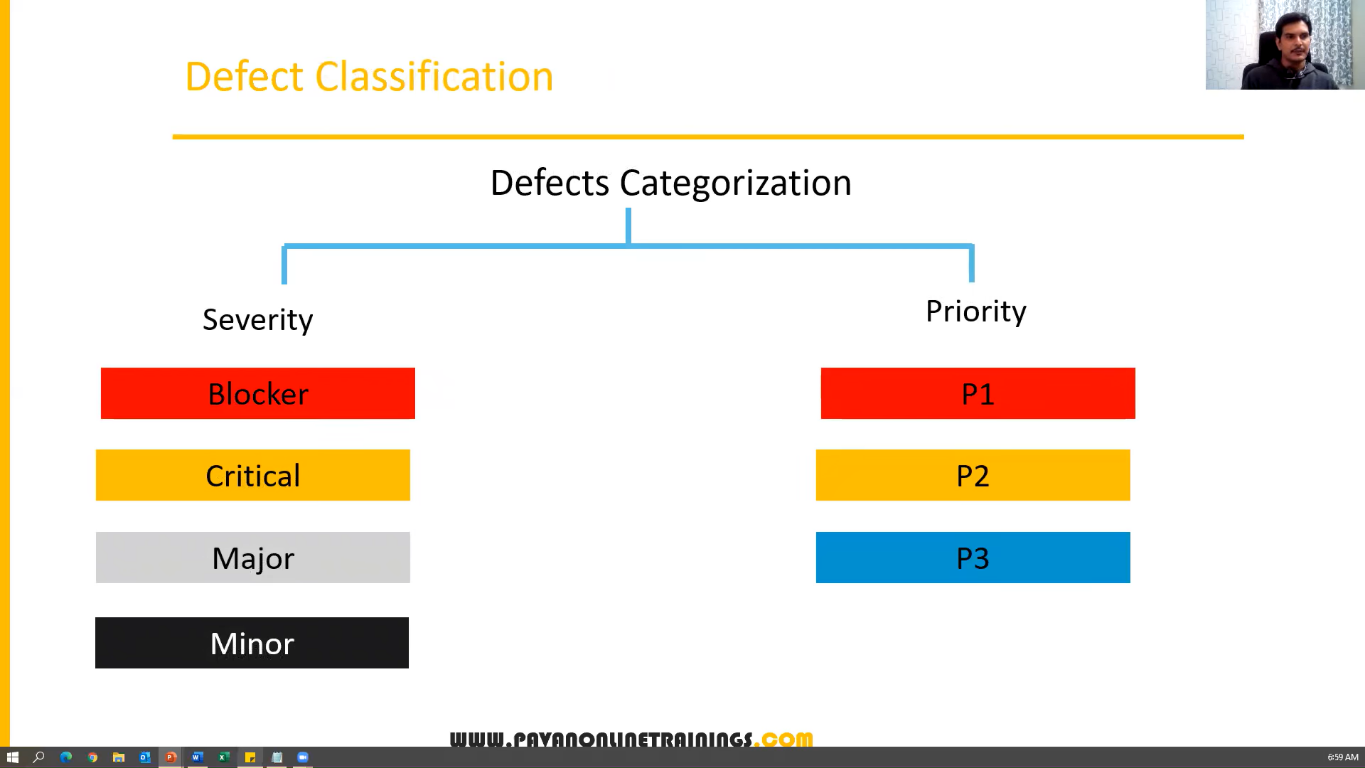 Defect Classification
Defects Categorization
Severity
Priority
Blocker
P1
Critical
P2
Major
P3
Minor
WWW.PAVANONLINETRAININGS.COM
6:59 AM